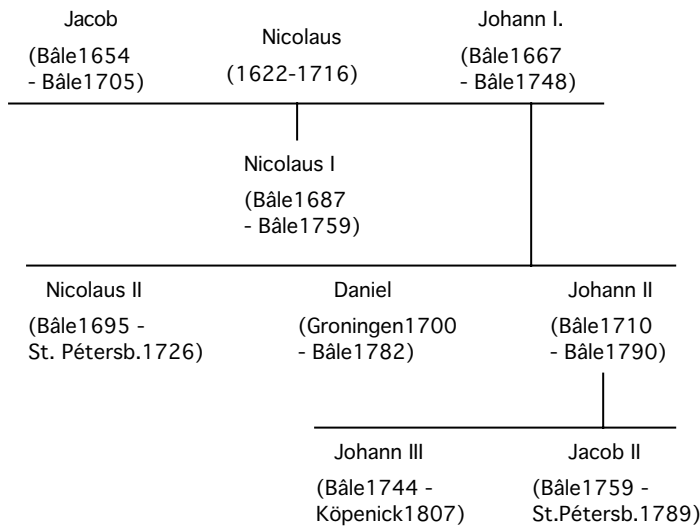 Jacob
(Bâle1654
- Bâle1705)
Nicolaus
(1622-1716)
Johann I.
(Bâle1667
- Bâle1748)
Nicolaus I
(Bâle1687
- Bâle1759)
Nicolaus II
(Bâle1695 -
St. Pétersb.1726)
Daniel
(Groningen1700
- Bâle1782)
Johann II
(Bâle1710
- Bâle1790)
Johann III
(Bâle1744 -
Köpenick1807)
Jacob II
(Bâle1759 -
St.Pétersb.1789)